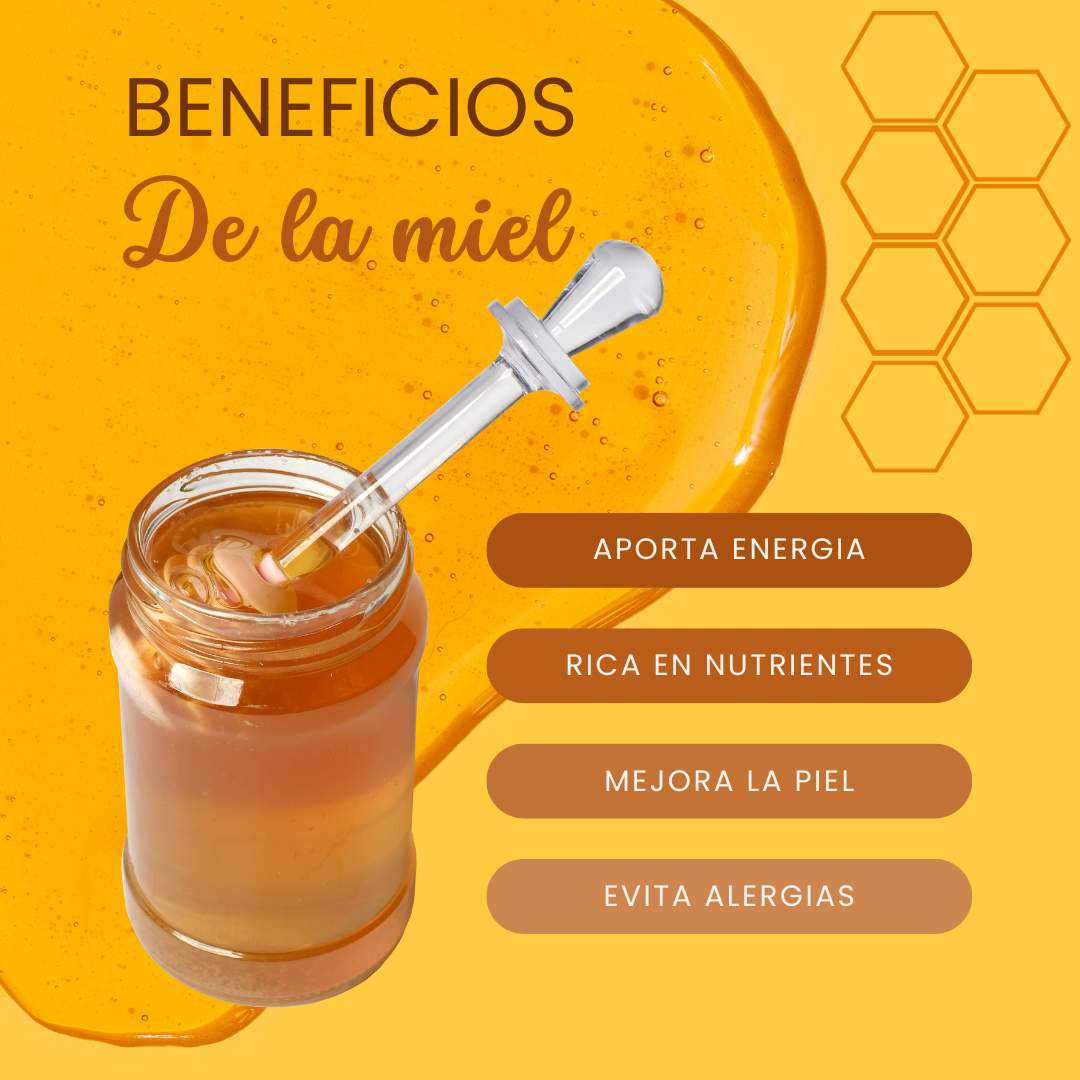 BENEFICIOS
De la miel
APORTA ENERGIA
RICA EN NUTRIENTES
MEJORA LA PIEL
EVITA ALERGIAS